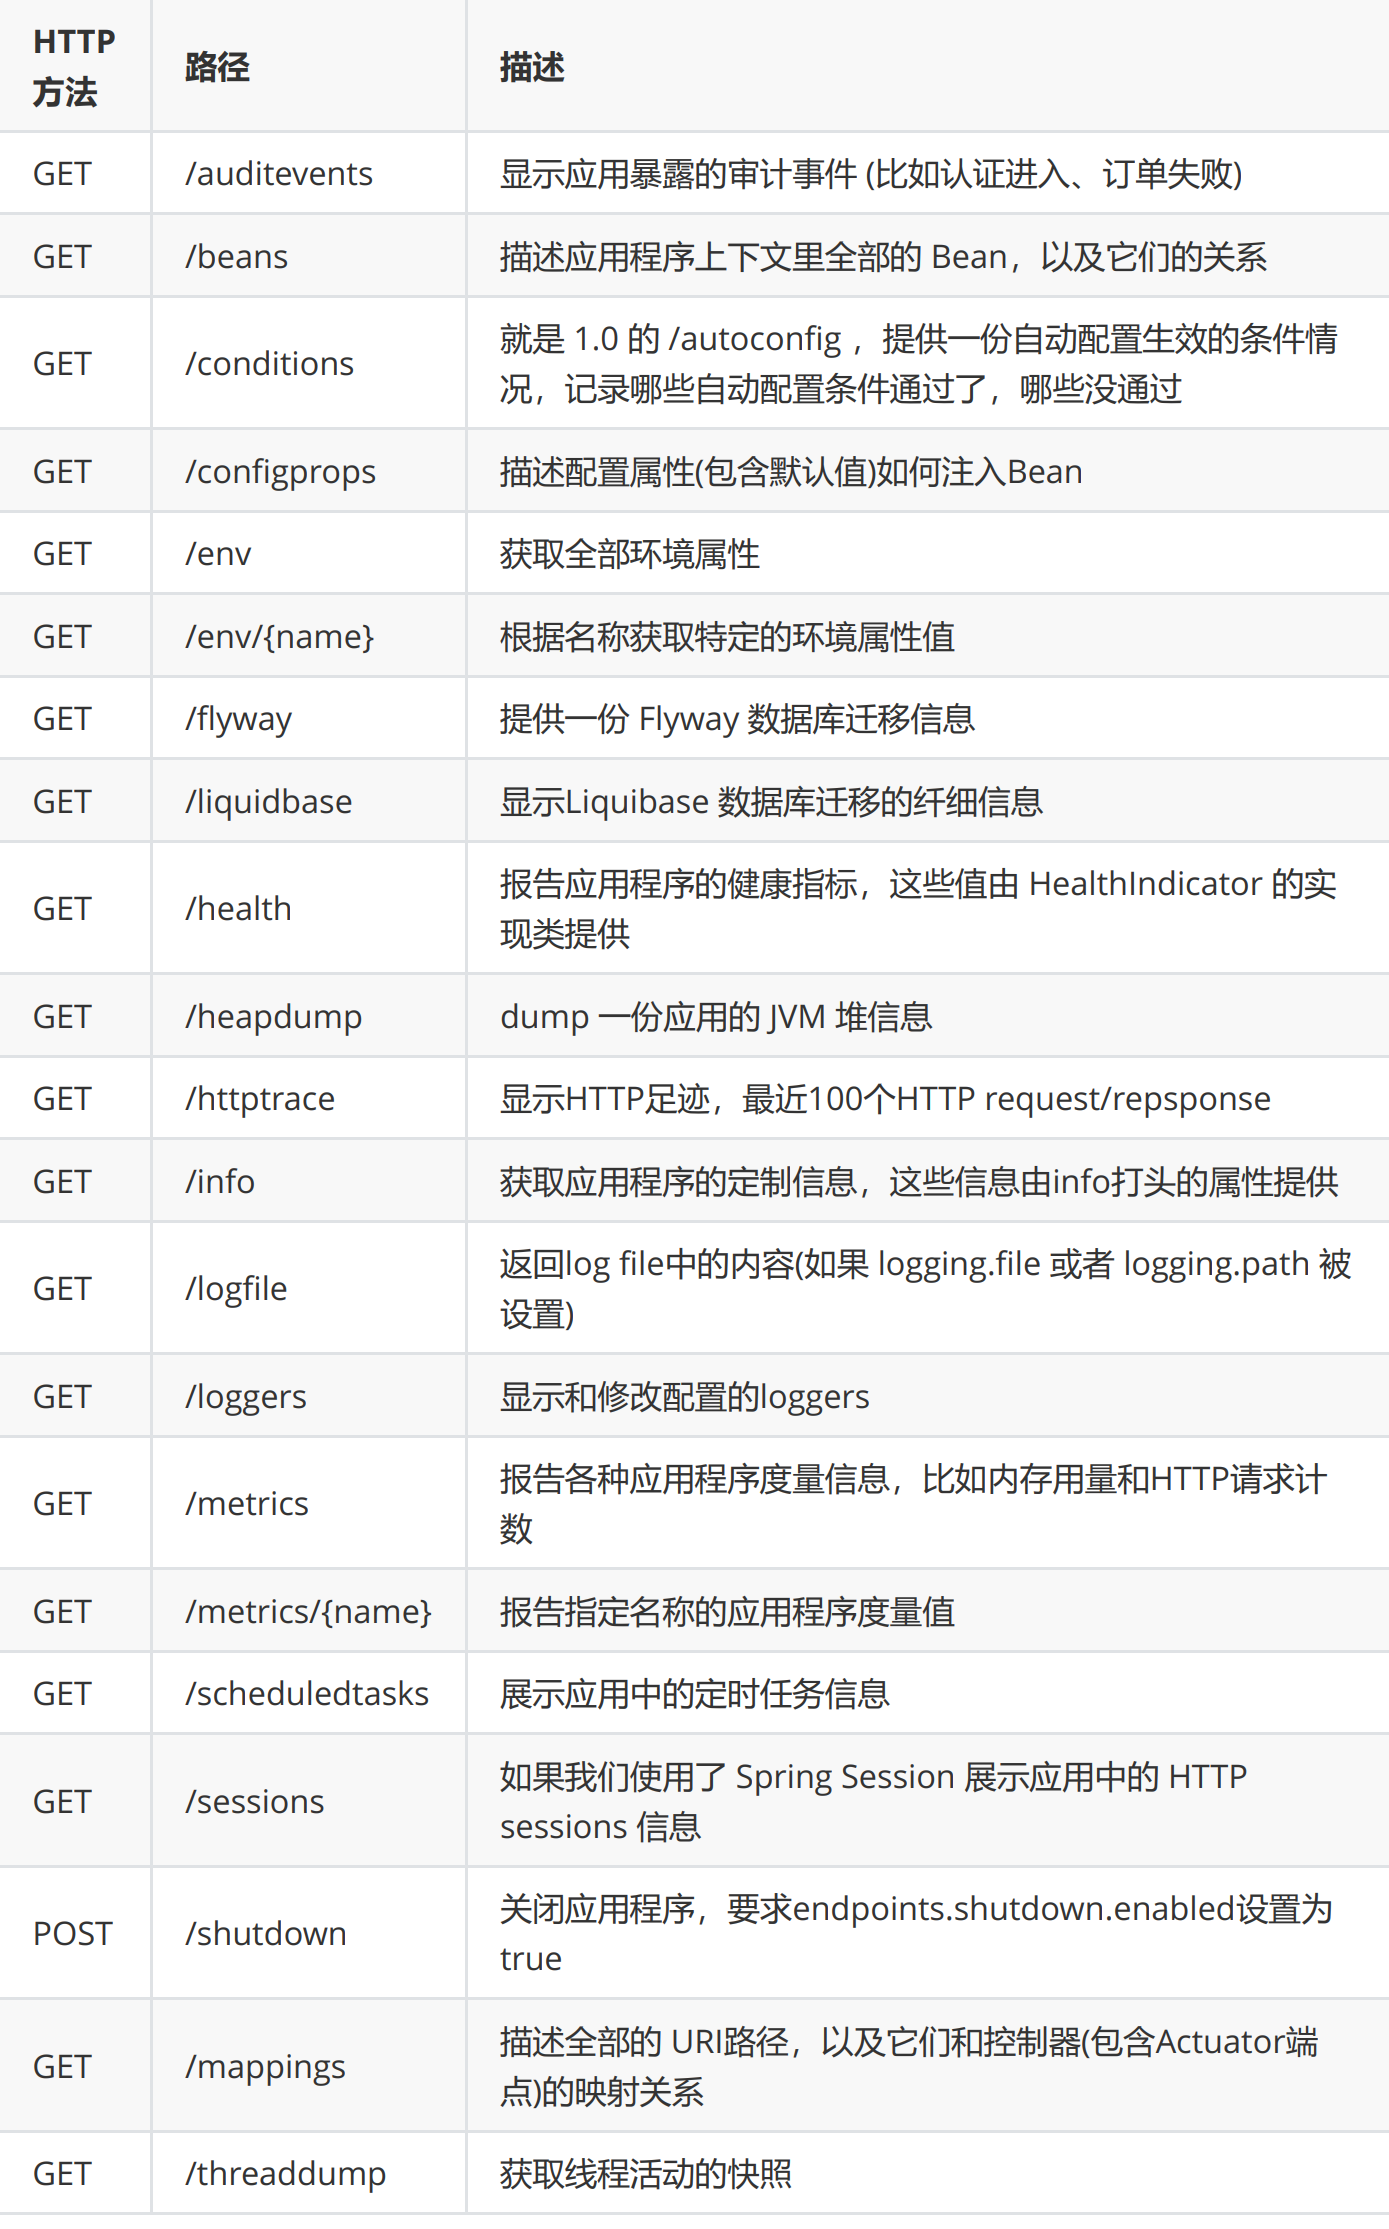 HTTP
方法
路径
描述
GET /auditevents 显示应用暴露的审计事件 (比如认证进入、订单失败)
GET /beans 描述应用程序上下文里全部的 Bean，以及它们的关系
GET /conditions 就是 1.0 的 /autoconfig ，提供一份自动配置生效的条件情
况，记录哪些自动配置条件通过了，哪些没通过
GET /configprops 描述配置属性(包含默认值)如何注入Bean
GET /env 获取全部环境属性
GET /env/{name} 根据名称获取特定的环境属性值
GET /flyway 提供一份 Flyway 数据库迁移信息
GET /liquidbase 显示Liquibase 数据库迁移的纤细信息
GET /health 报告应用程序的健康指标，这些值由 HealthIndicator 的实
现类提供
GET /heapdump dump 一份应用的 JVM 堆信息
GET /httptrace 显示HTTP足迹，最近100个HTTP request/repsponse
GET /info 获取应用程序的定制信息，这些信息由info打头的属性提供
GET /logfile 返回log file中的内容(如果 logging.file 或者 logging.path 被
设置)
GET /loggers 显示和修改配置的loggers
GET /metrics 报告各种应用程序度量信息，比如内存用量和HTTP请求计
数
GET /metrics/{name} 报告指定名称的应用程序度量值
GET /scheduledtasks 展示应用中的定时任务信息
GET /sessions 如果我们使用了 Spring Session 展示应用中的 HTTP
sessions 信息
POST /shutdown 关闭应用程序，要求endpoints.shutdown.enabled设置为
true
GET /mappings 描述全部的 URI路径，以及它们和控制器(包含Actuator端
点)的映射关系
GET /threaddump 获取线程活动的快照